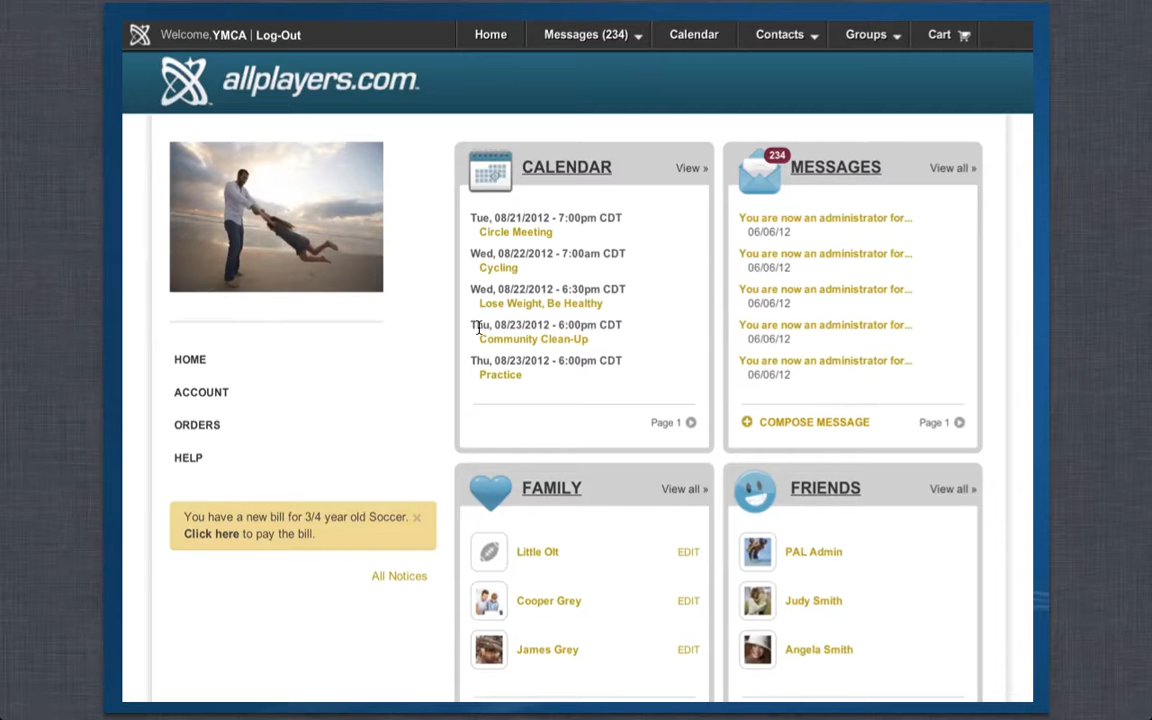 Welcome,YMCA | Log-Out
Home
Messages (234)
Calendar
Contacts
Groups
Cart
allplayers.com
HOME
ACCOUNT
ORDERS
HELP
You have a new bill for 3/4 year old Soccer. ×
Click here to pay the bill.
All Notices
CALENDAR
View »
Tue, 08/21/2012 - 7:00pm CDT
Circle Meeting
Wed, 08/22/2012 - 7:00am CDT
Cycling
Wed, 08/22/2012 - 6:30pm CDT
Lose Weight, Be Healthy
Thu, 08/23/2012 - 6:00pm CDT
Community Clean-Up
Thu, 08/23/2012 - 6:00pm CDT
Practice
Page 1
234
MESSAGES
View all »
You are now an administrator for...
06/06/12
You are now an administrator for...
06/06/12
You are now an administrator for...
06/06/12
You are now an administrator for...
06/06/12
You are now an administrator for...
06/06/12
COMPOSE MESSAGE
Page 1
FAMILY
View all »
Little Olt
EDIT
Cooper Grey
EDIT
James Grey
EDIT
FRIENDS
View all »
PAL Admin
Judy Smith
Angela Smith